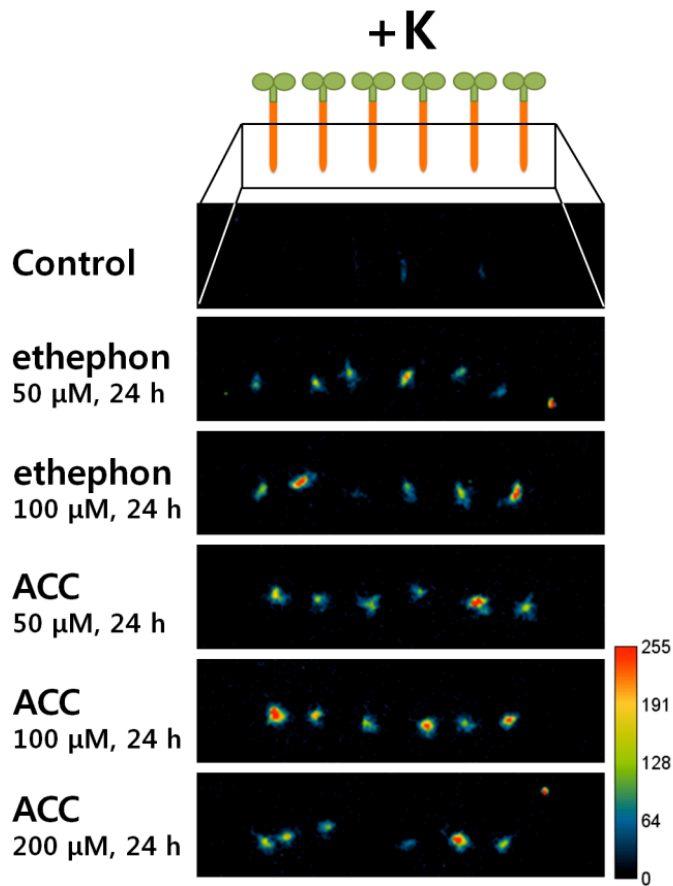 +K
Control
ethephon
50 μM, 24 h
ethephon
100 μM, 24 h
ACC
50 μM, 24 h
ACC
100 μM, 24 h
ACC
200 μM, 24 h
255
191
128
64
0